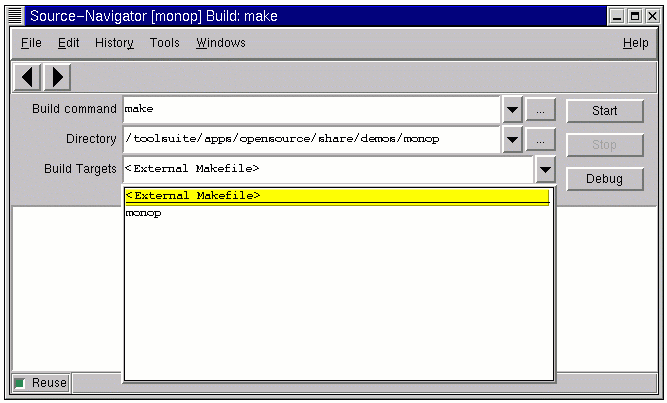 Source-Navigator [monop] Build: make
File Edit History Tools Windows Help
Build command make ... Start
Directory /toolsuite/apps/opensource/share/demos/monop ... Stop
Build Targets <External Makefile> Debug
<External Makefile>
monop
Reuse